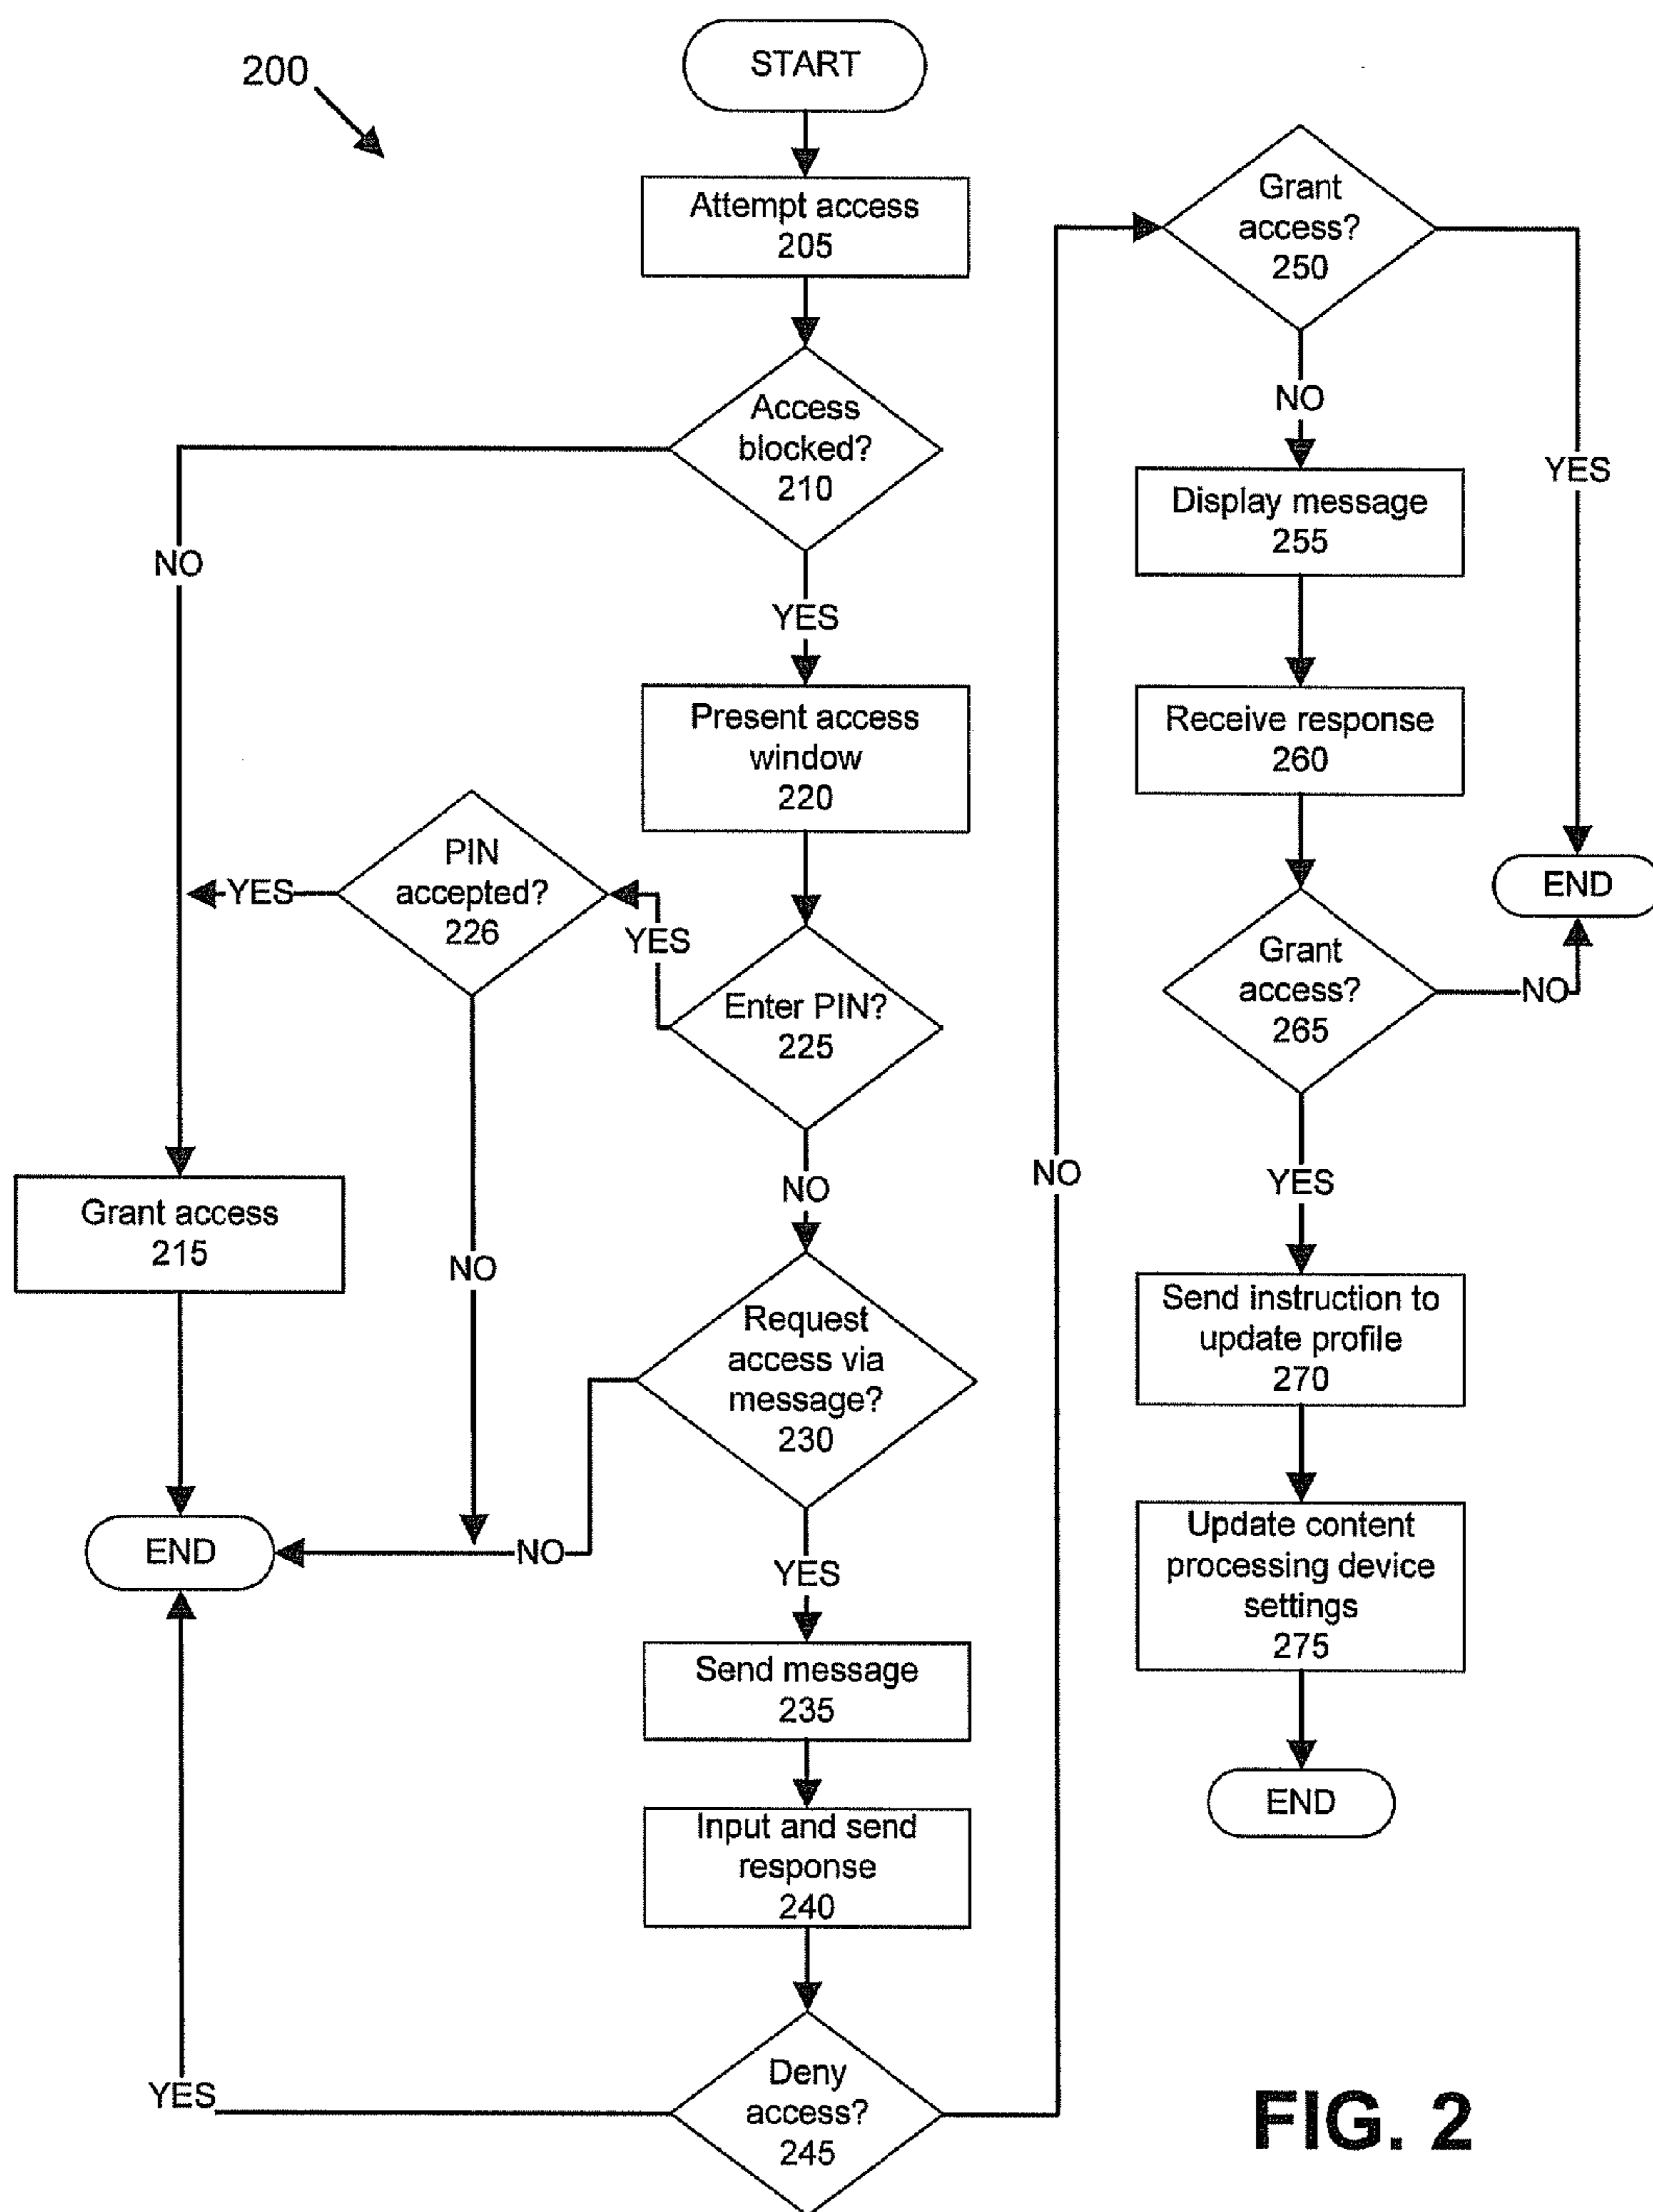 200
START
Attempt access
205
Access
blocked?
210
NO
YES
Present access
window
220
PIN
accepted?
226
YES
YES
Enter PIN?
225
NO
NO
Grant access
215
Request
access via
message?
230
END
NO
YES
Send message
235
Input and send
response
240
Deny
access?
245
YES
NO
Grant
access?
250
NO
YES
Display message
255
Receive response
260
END
Grant
access?
265
NO
YES
Send instruction to
update profile
270
Update content
processing device
settings
275
END
FIG. 2